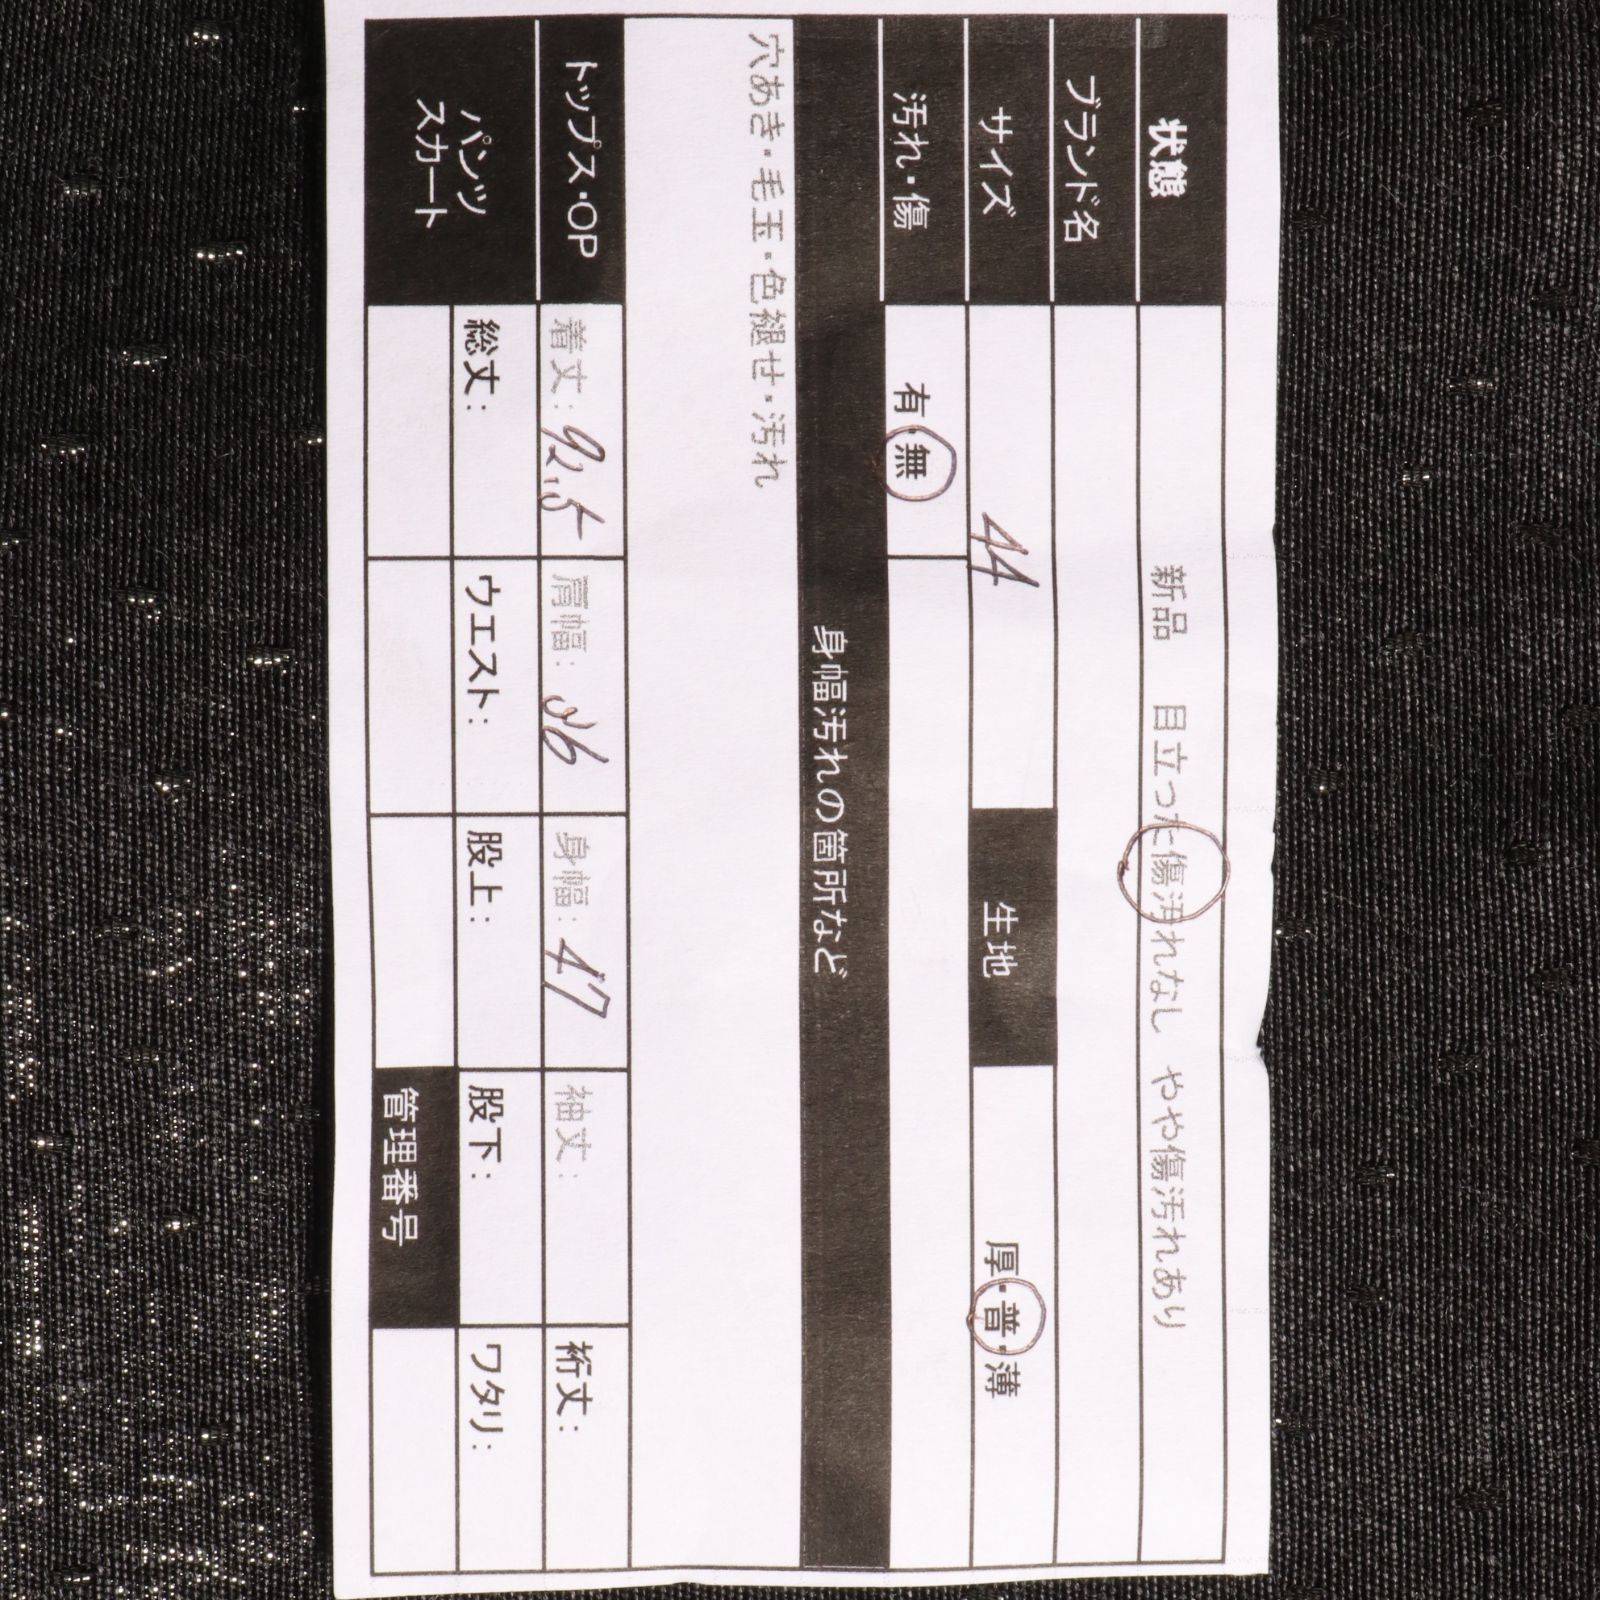 状態 新品 目立った傷汚れなし やや傷汚れあり
ブランド名
サイズ 44 生地 厚・普・薄
汚れ・傷 有・無
身幅汚れの箇所など
穴あき・毛玉・色褪せ・汚れ
トップス・OP 着丈: 92,5 肩幅: 36 身幅: 47 袖丈: 裄丈:
パンツ
スカート
総丈: ウエスト: 股上: 股下: ワタリ:
管理番号